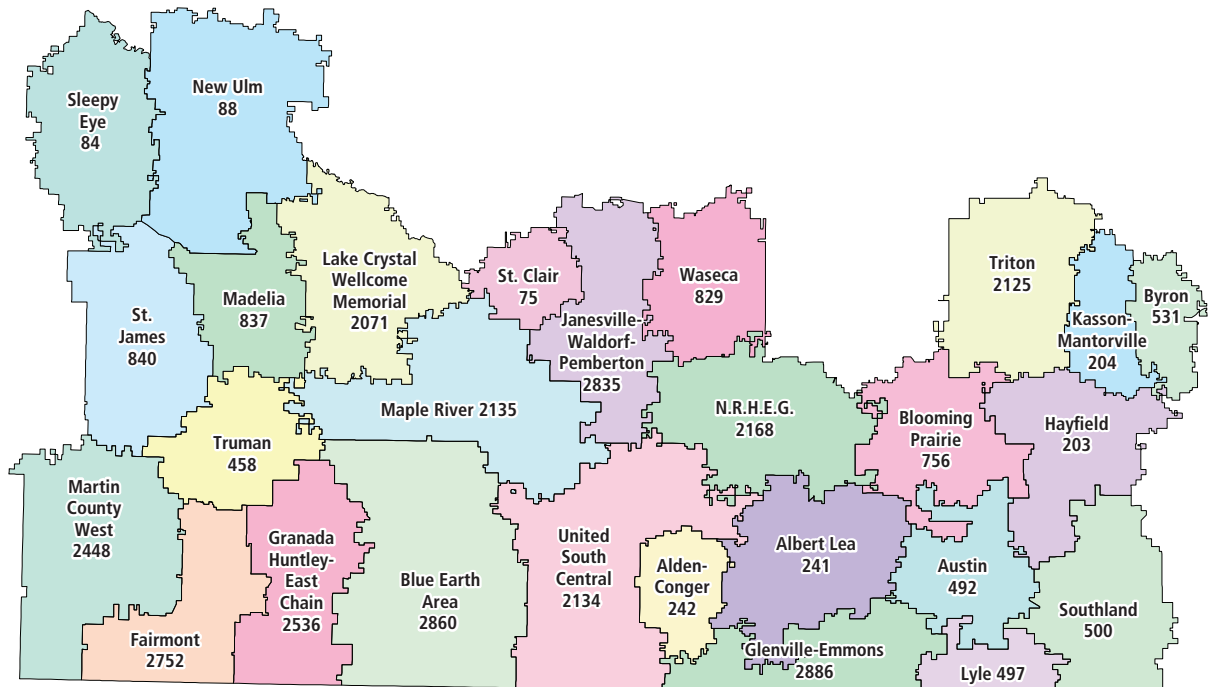 Sleepy
Eye
84
New Ulm
88
St.
James
840
Madelia
837
Lake Crystal
Wellcome
Memorial
2071
St. Clair
75
Janesville-
Waldorf-
Pemberton
2835
Waseca
829
Triton
2125
Kasson-
Mantorville
204
Byron
531
Truman
458
Maple River 2135
N.R.H.E.G.
2168
Blooming
Prairie
756
Hayfield
203
Martin
County
West
2448
Fairmont
2752
Granada
Huntley-
East
Chain
2536
Blue Earth
Area
2860
United
South
Central
2134
Alden-
Conger
242
Albert Lea
241
Austin
492
Southland
500
Glenville-Emmons
2886
Lyle 497